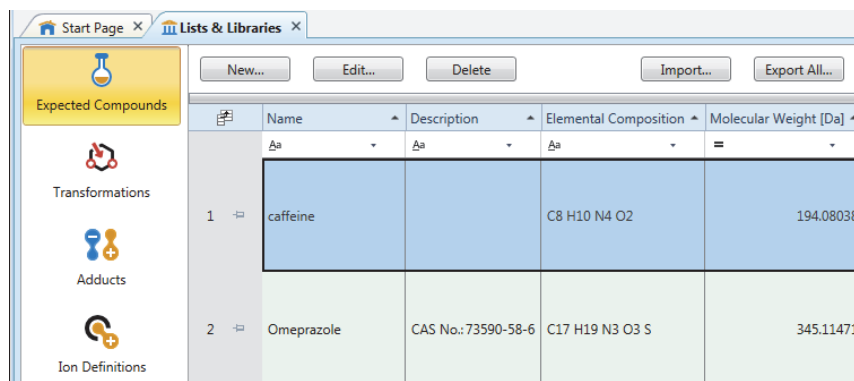 Start Page
Lists & Libraries
New... Edit... Delete Import... Export All...
Expected Compounds
Name Description Elemental Composition Molecular Weight [Da]
Aa Aa Aa =
Transformations
1 caffeine C8 H10 N4 O2 194.08038
Adducts
2 Omeprazole CAS No.: 73590-58-6 C17 H19 N3 O3 S 345.11471
Ion Definitions